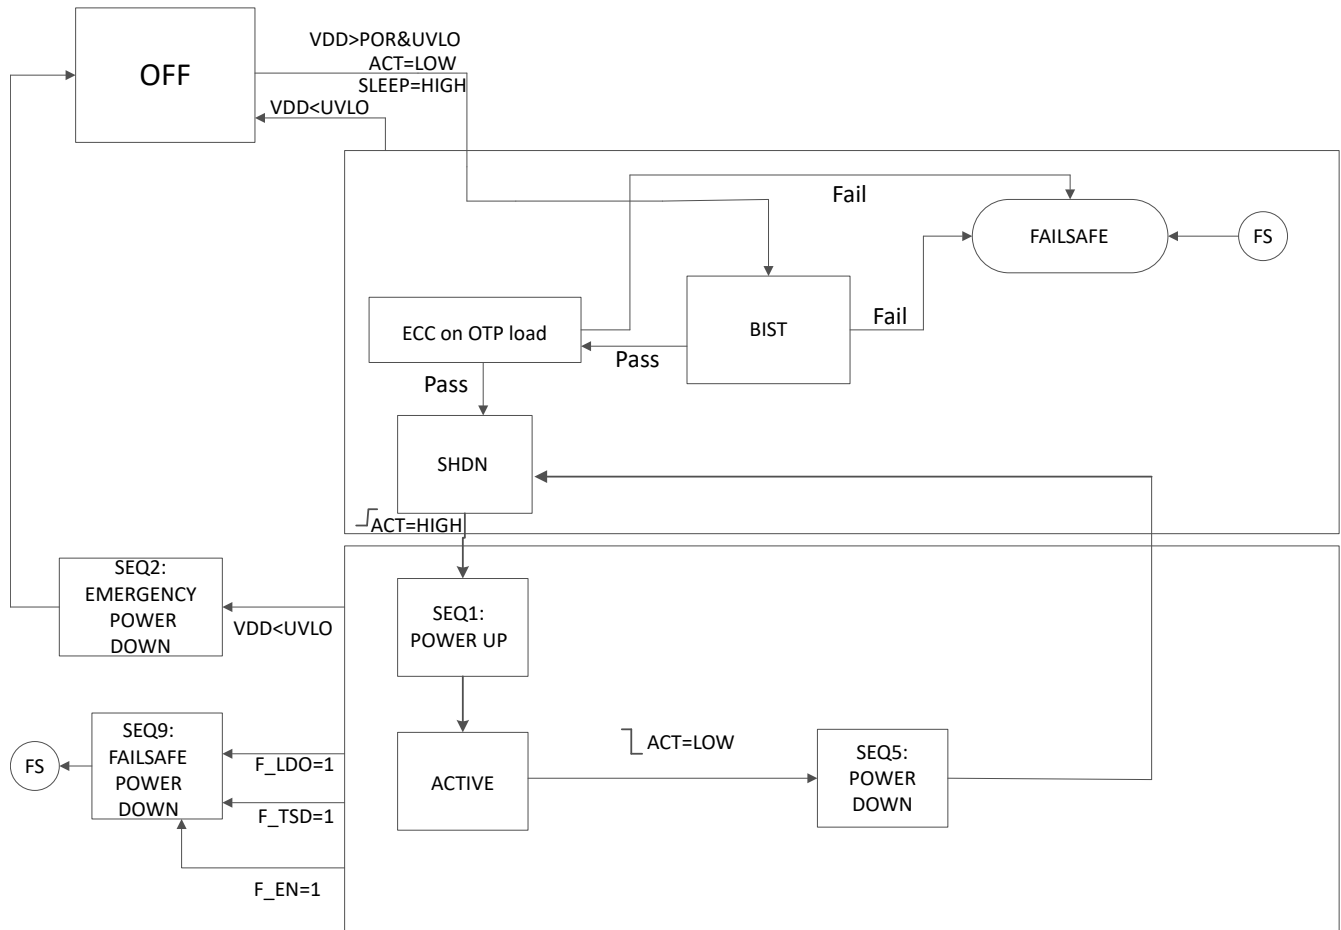 OFF
VDD>POR&UVLO
ACT=LOW
SLEEP=HIGH
VDD<UVLO
Fail
FAILSAFE
FS
BIST
Fail
ECC on OTP load
Pass
Pass
SHDN
ACT=HIGH
SEQ2:
EMERGENCY
POWER
DOWN
VDD<UVLO
SEQ1:
POWER UP
SEQ9:
FAILSAFE
POWER
DOWN
FS
F_LDO=1
F_TSD=1
F_EN=1
ACTIVE
ACT=LOW
SEQ5:
POWER
DOWN